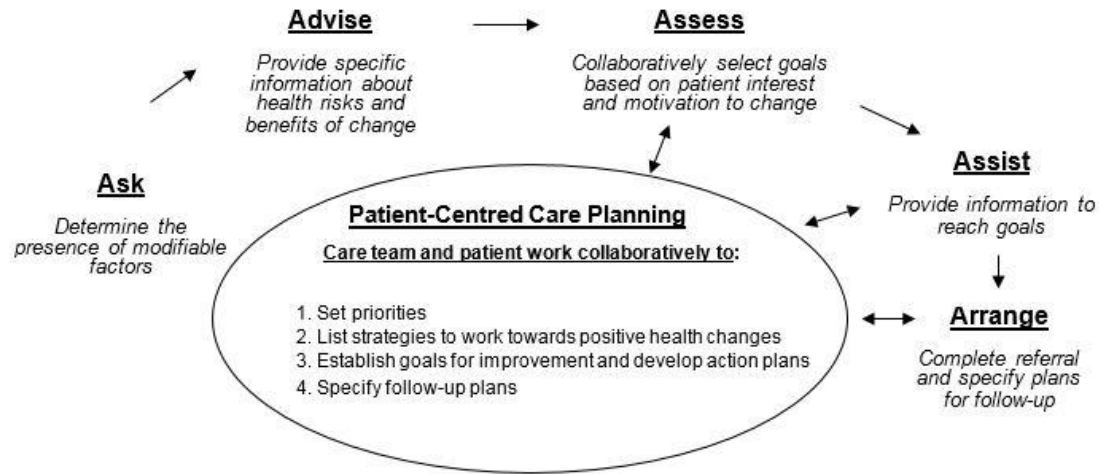 Ask
Determine the
presence of modifiable
factors
Advise
Provide specific
information about
health risks and
benefits of change
Assess
Collaboratively select goals
based on patient interest
and motivation to change
Assist
Provide information to
reach goals
Arrange
Complete referral
and specify plans
for follow-up
Patient-Centred Care Planning
Care team and patient work collaboratively to:
1. Set priorities
2. List strategies to work towards positive health changes
3. Establish goals for improvement and develop action plans
4. Specify follow-up plans